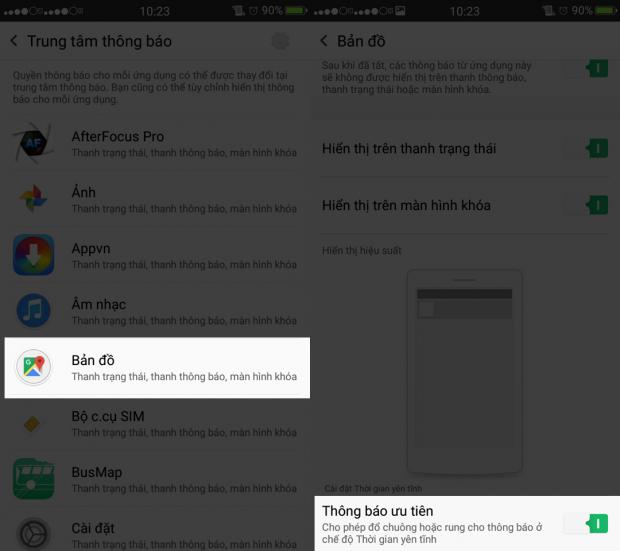 10:23
90%
Trung tâm thông báo
Quyền thông báo cho mỗi ứng dụng có thể được thay đổi tại
trung tâm thông báo. Bạn cũng có thể tùy chỉnh hiển thị thông
báo cho mỗi ứng dụng.
AF
AfterFocus Pro
Thanh trạng thái, thanh thông báo, màn hình khóa
Ảnh
Thanh trạng thái, thanh thông báo, màn hình khóa
Appvn
Thanh trạng thái, thanh thông báo, màn hình khóa
Âm nhạc
Thanh trạng thái, thanh thông báo, màn hình khóa
G
Bản đồ
Thanh trạng thái, thanh thông báo, màn hình khóa
Bộ c.cụ SIM
Thanh trạng thái, thanh thông báo, màn hình khóa
BusMap
Thanh trạng thái, thanh thông báo, màn hình khóa
Cài đặt
Thanh trạng thái, thanh thông báo, màn hình khóa
10:23
90%
Bản đồ
Sau khi đã tắt, các thông báo từ ứng dụng này
sẽ không được hiển thị trên thanh thông báo,
thanh trạng thái hoặc màn hình khóa.
Hiển thị trên thanh trạng thái
Hiển thị trên màn hình khóa
Hiển thị hiệu suất
Cài đặt Thời gian yên tĩnh
Thông báo ưu tiên
Cho phép đổ chuông hoặc rung cho thông báo ở
chế độ Thời gian yên tĩnh